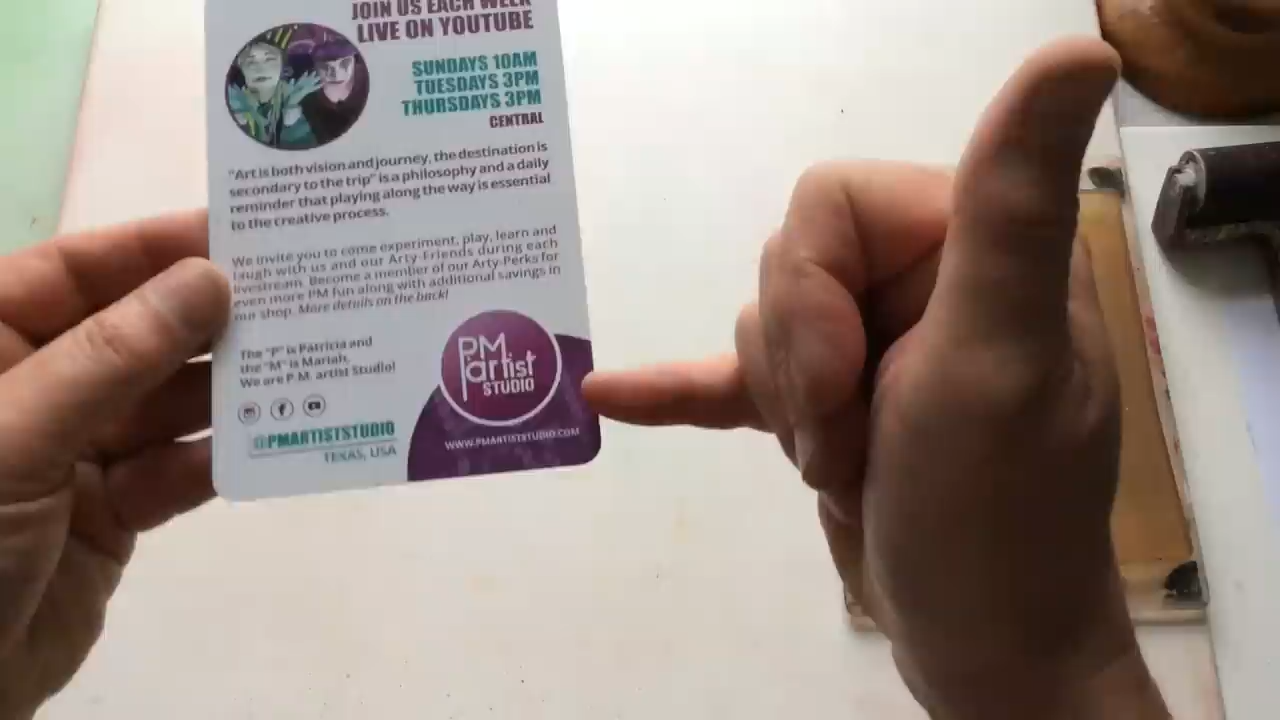 JOIN US EACH WEEK
LIVE ON YOUTUBE
SUNDAYS 10AM
TUESDAYS 3PM
THURSDAYS 3PM
CENTRAL
"Art is both vision and journey, the destination is
secondary to the trip" is a philosophy and a daily
reminder that playing along the way is essential
to the creative process.
We invite you to come experiment, play, learn and
laugh with us and our Arty-Friends during each
livestream. Become a member of our Arty-Perks for
even more PM fun along with additional savings in
our shop. More details on the back!
The "P" is Patricia and
the "M" is Mariah.
We are P.M. artist Studio!
@PMARTISTSTUDIO
TEXAS, USA
PM
artist
STUDIO
WWW.PMARTISTSTUDIO.COM